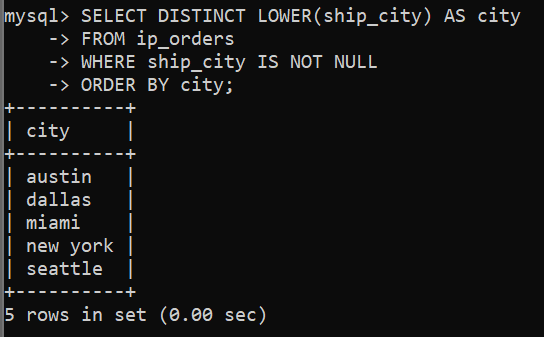 mysql> SELECT DISTINCT LOWER(ship_city) AS city
    -> FROM ip_orders
    -> WHERE ship_city IS NOT NULL
    -> ORDER BY city;
+----------+
| city     |
+----------+
| austin   |
| dallas   |
| miami    |
| new york |
| seattle  |
+----------+
5 rows in set (0.00 sec)